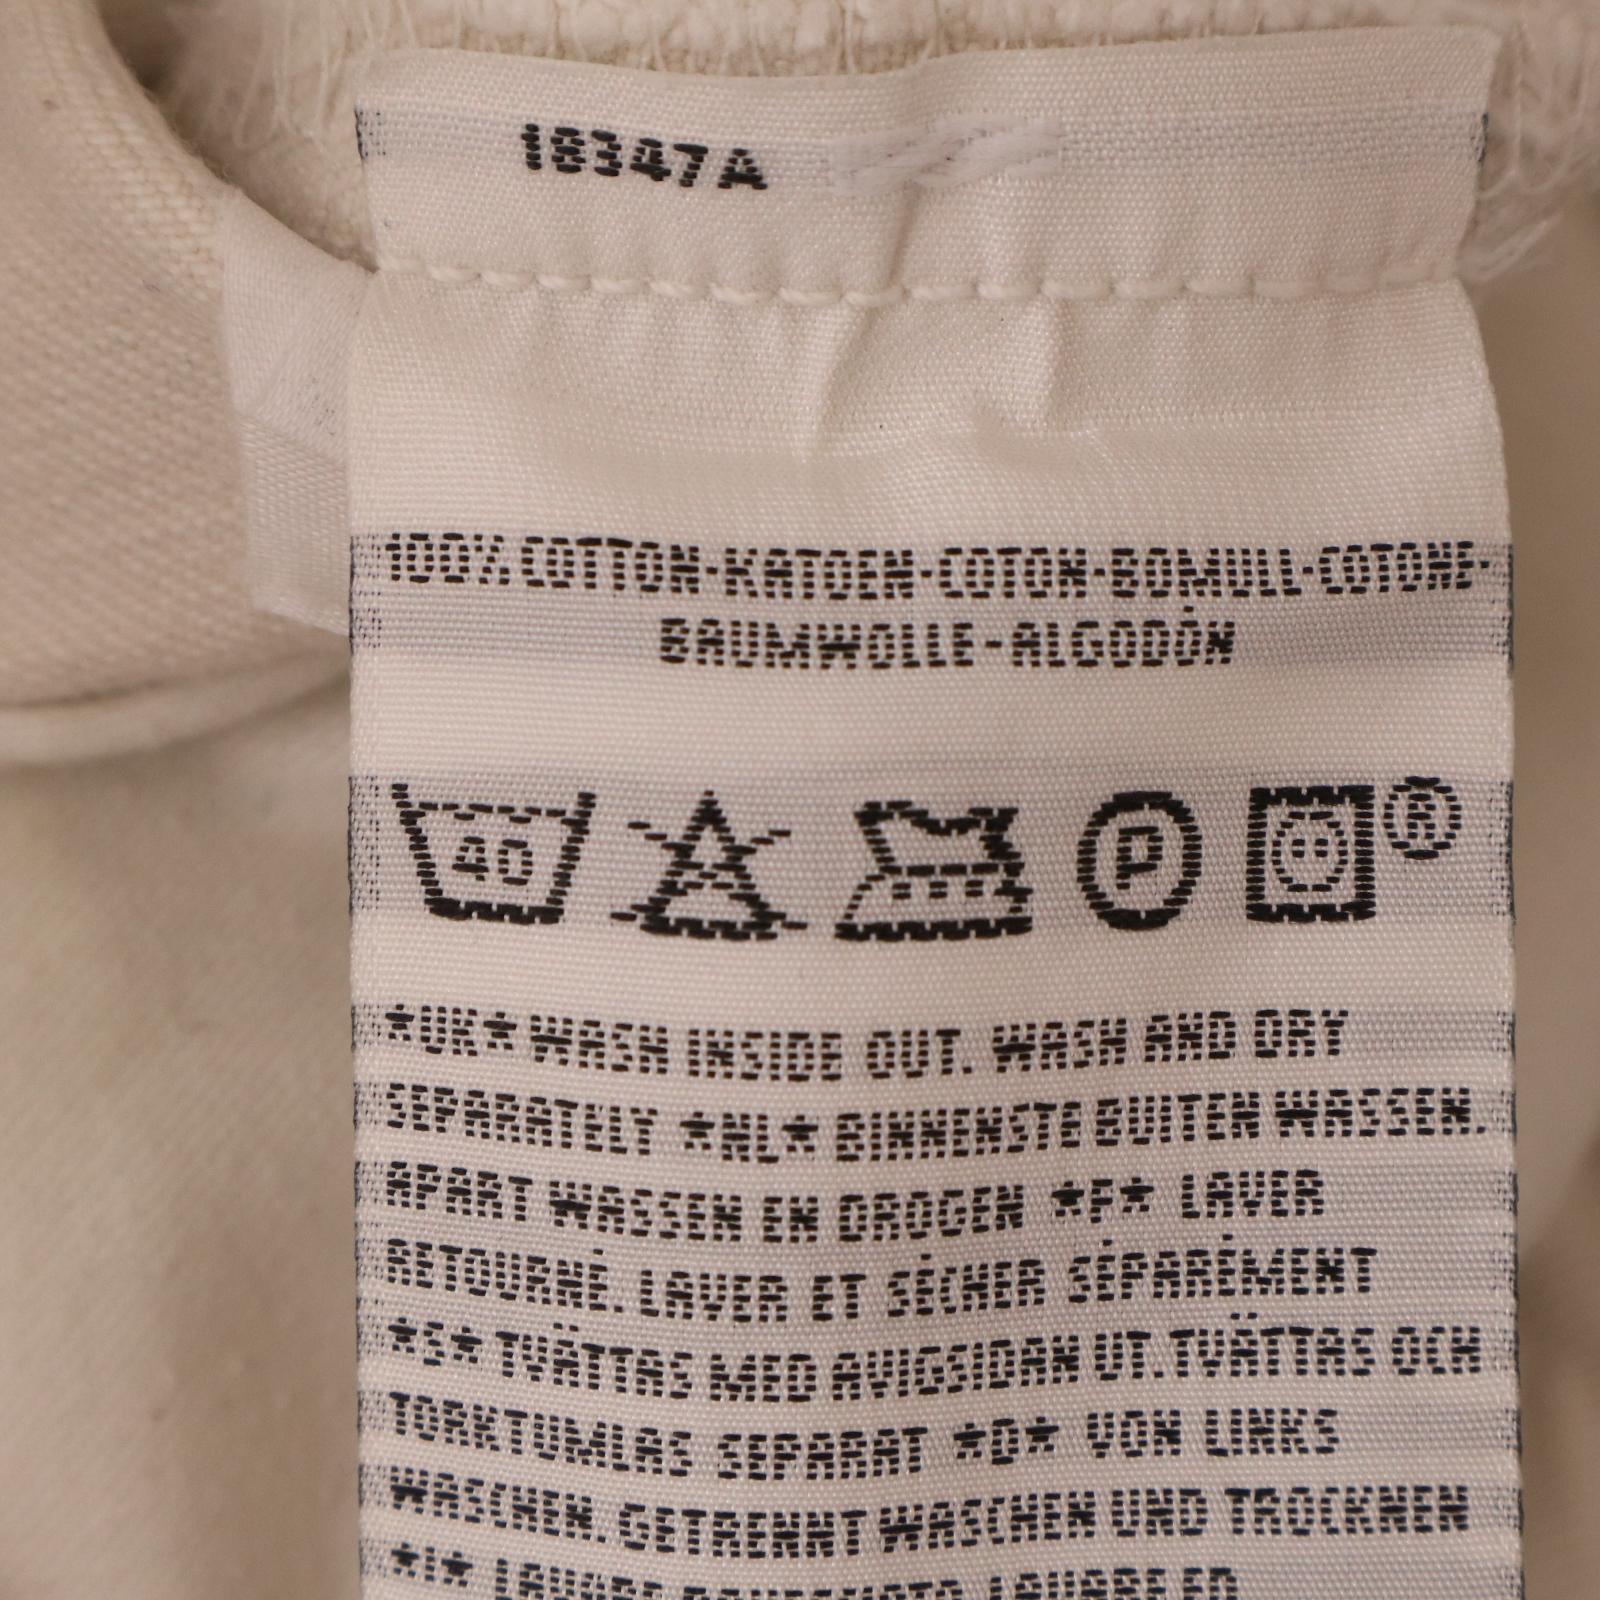 18347A
100% COTTON-KATOEN-COTON-BOMULL-COTONE-
BAUMWOLLE-ALGODÓN
40 P ®
*UK* WASH INSIDE OUT. WASH AND DRY
SEPARATELY *NL* BINNENSTE BUITEN WASSEN.
APART WASSEN EN DROGEN *F* LAVER
RETOURNÉ. LAVER ET SÉCHER SÉPARÉMENT
*S* TVÄTTAS MED AVIGSIDAN UT. TVÄTTAS OCH
TORKTUMLAS SEPARAT *D* VON LINKS
WASCHEN. GETRENNT WASCHEN UND TROCKNEN
*I*